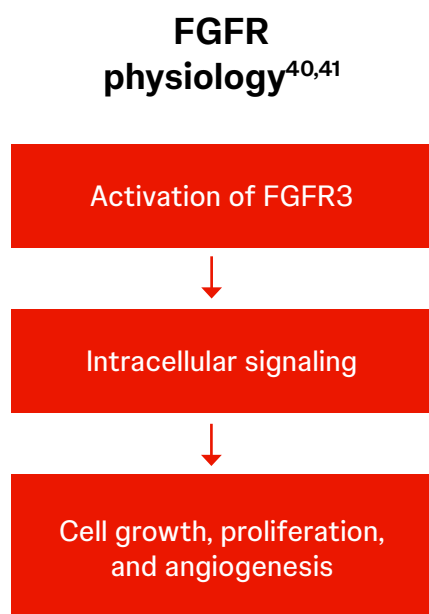 FGFR
physiology40,41
Activation of FGFR3
Intracellular signaling
Cell growth, proliferation,
and angiogenesis